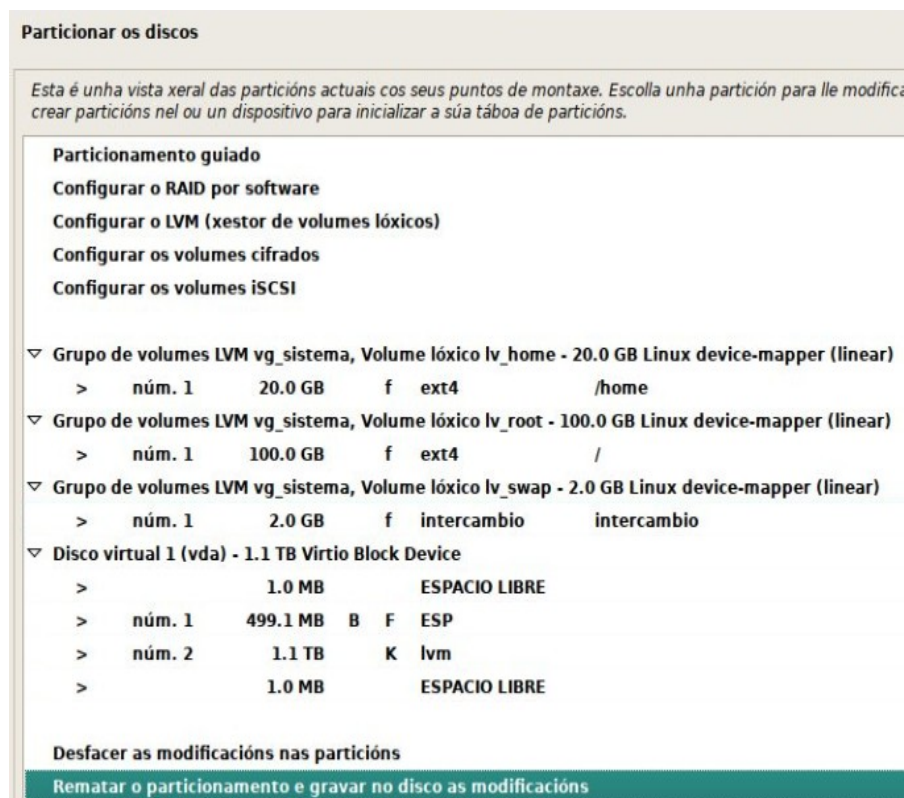 Particionar os discos
Esta é unha vista xeral das particións actuais cos seus puntos de montaxe. Escolla unha partición para lle modifica
crear particións nel ou un dispositivo para inicializar a súa táboa de particións.
Particionamento guiado
Configurar o RAID por software
Configurar o LVM (xestor de volumes lóxicos)
Configurar os volumes cifrados
Configurar os volumes iSCSI
▽ Grupo de volumes LVM vg_sistema, Volume lóxico lv_home - 20.0 GB Linux device-mapper (linear)
> núm. 1 20.0 GB f ext4 /home
▽ Grupo de volumes LVM vg_sistema, Volume lóxico lv_root - 100.0 GB Linux device-mapper (linear)
> núm. 1 100.0 GB f ext4 /
▽ Grupo de volumes LVM vg_sistema, Volume lóxico lv_swap - 2.0 GB Linux device-mapper (linear)
> núm. 1 2.0 GB f intercambio intercambio
▽ Disco virtual 1 (vda) - 1.1 TB Virtio Block Device
> 1.0 MB ESPACIO LIBRE
> núm. 1 499.1 MB B F ESP
> núm. 2 1.1 TB K lvm
> 1.0 MB ESPACIO LIBRE
Desfacer as modificacións nas particións
Rematar o particionamento e gravar no disco as modificacións